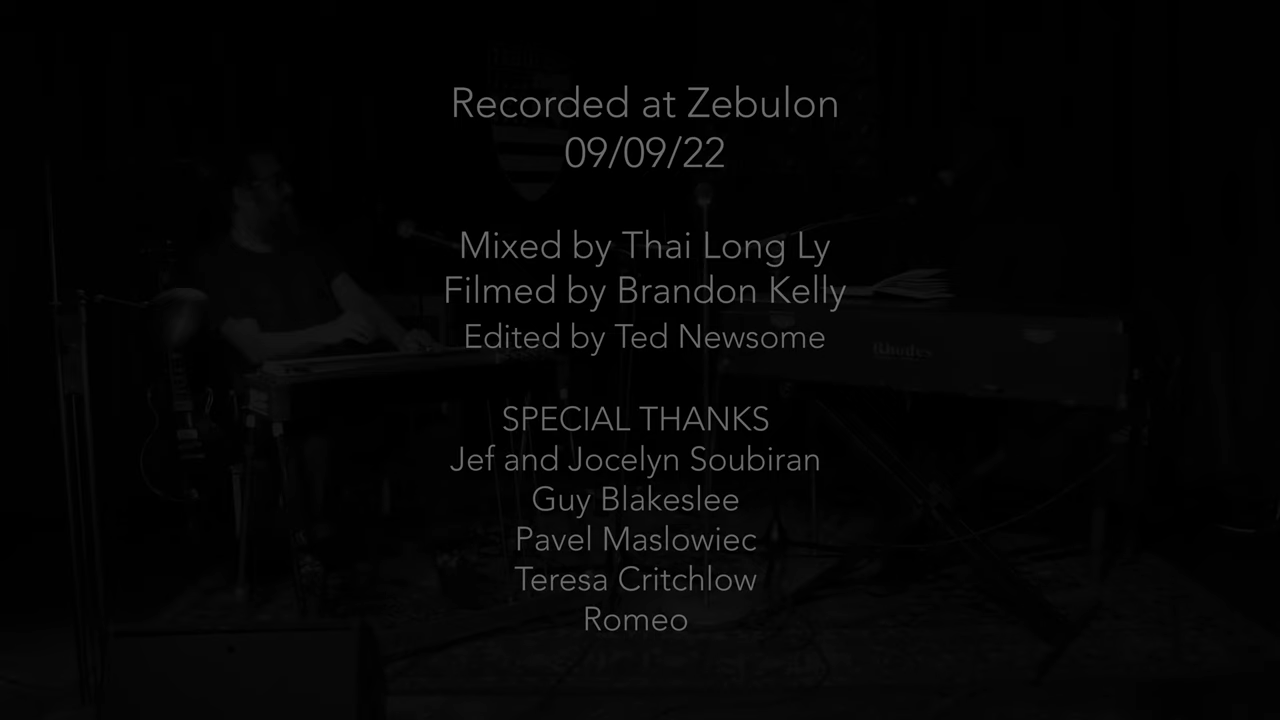 Recorded at Zebulon
09/09/22
Mixed by Thai Long Ly
Filmed by Brandon Kelly
Edited by Ted Newsome
Rhodes
SPECIAL THANKS
Jef and Jocelyn Soubiran
Guy Blakeslee
Pavel Maslowiec
Teresa Critchlow
Romeo